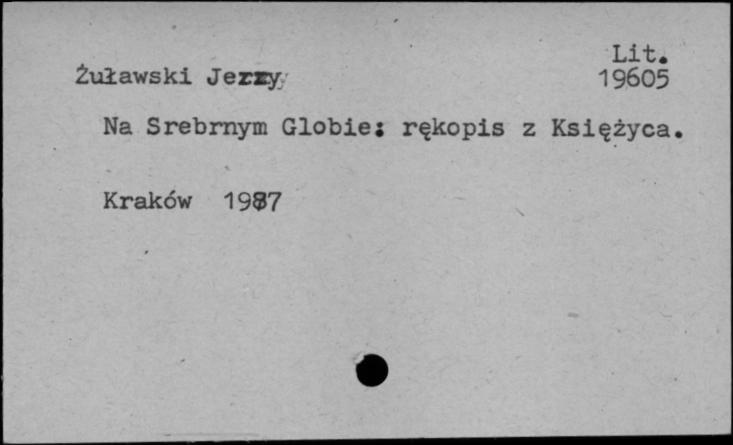 Lit.
Żuławski Jerzy 19605
Na Srebrnym Globie: rękopis z Księżyca.
Kraków 1987